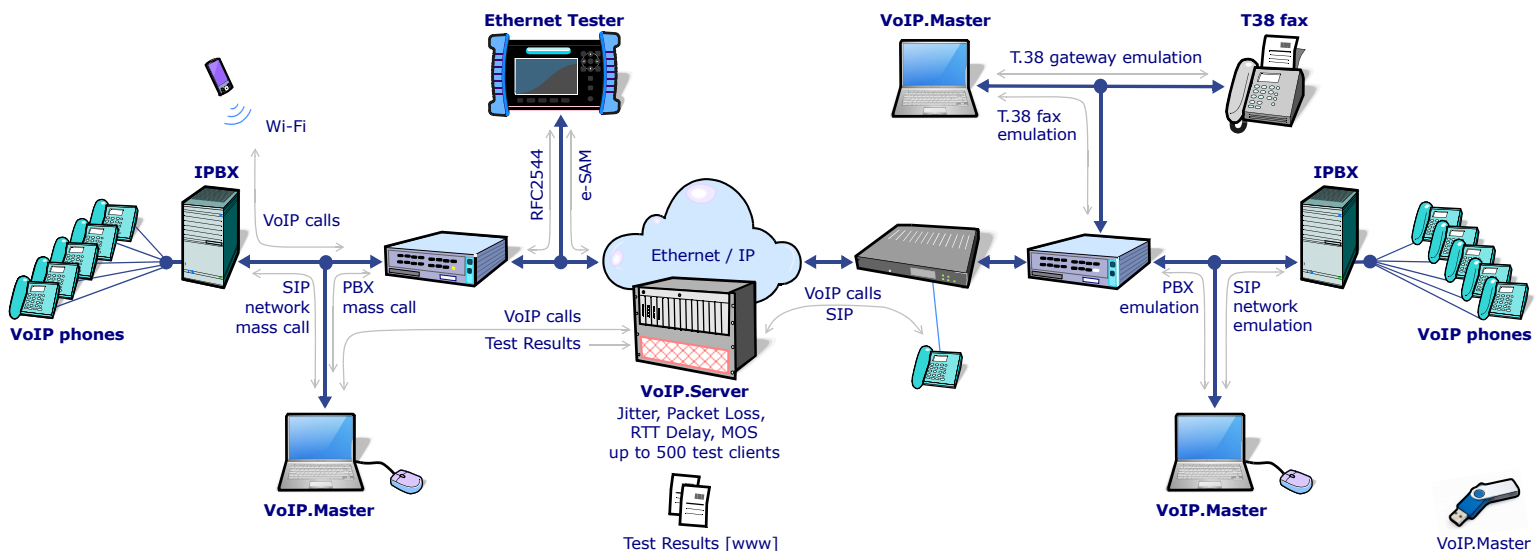 Ethernet Tester
VoIP.Master
T38 fax
T.38 gateway emulation
T.38 fax
emulation
Wi-Fi
RFC2544
e-SAM
IPBX
IPBX
VoIP calls
Ethernet / IP
SIP
network
mass call
PBX
mass call
VoIP calls
SIP
PBX
emulation
SIP
network
emulation
VoIP phones
VoIP phones
VoIP calls
Test Results
VoIP.Server
Jitter, Packet Loss,
RTT Delay, MOS
up to 500 test clients
VoIP.Master
VoIP.Master
Test Results [www]
VoIP.Master